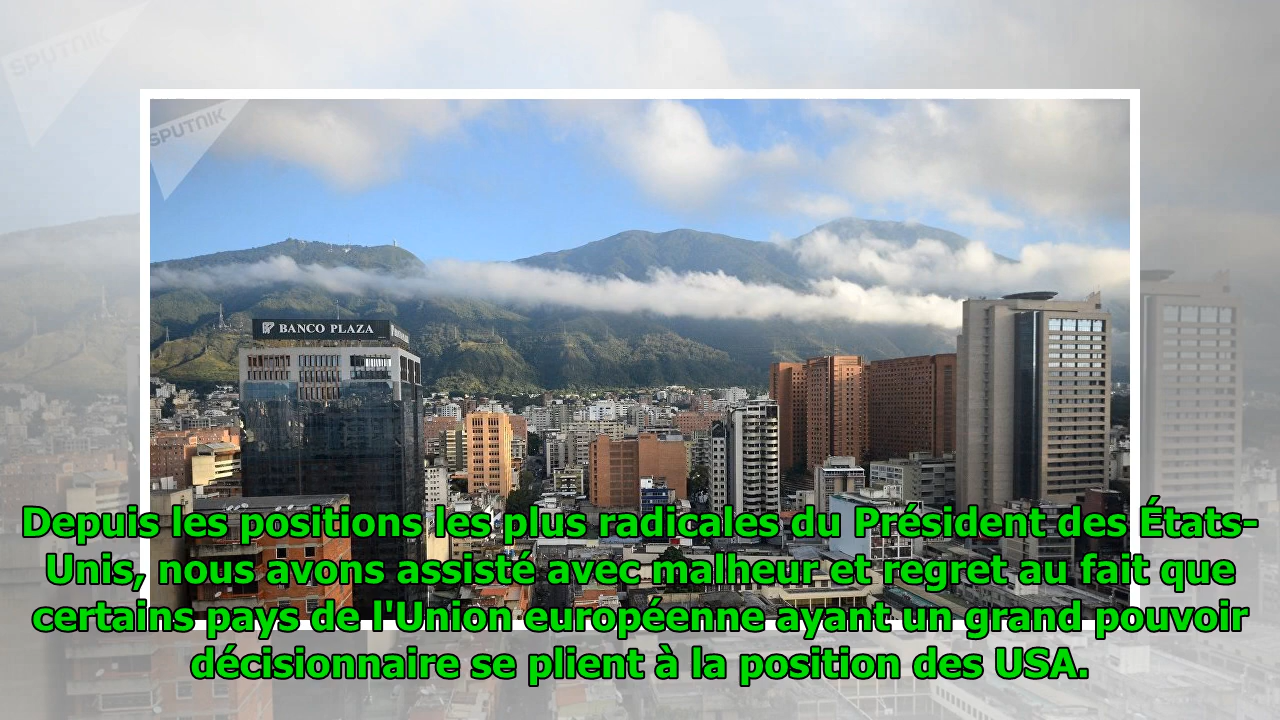 SPUTNIK
SPUTNIK
BANCO PLAZA
Depuis les positions les plus radicales du Président des États-
Unis, nous avons assisté avec malheur et regret au fait que
certains pays de l'Union européenne ayant un grand pouvoir
décisionnaire se plient à la position des USA.